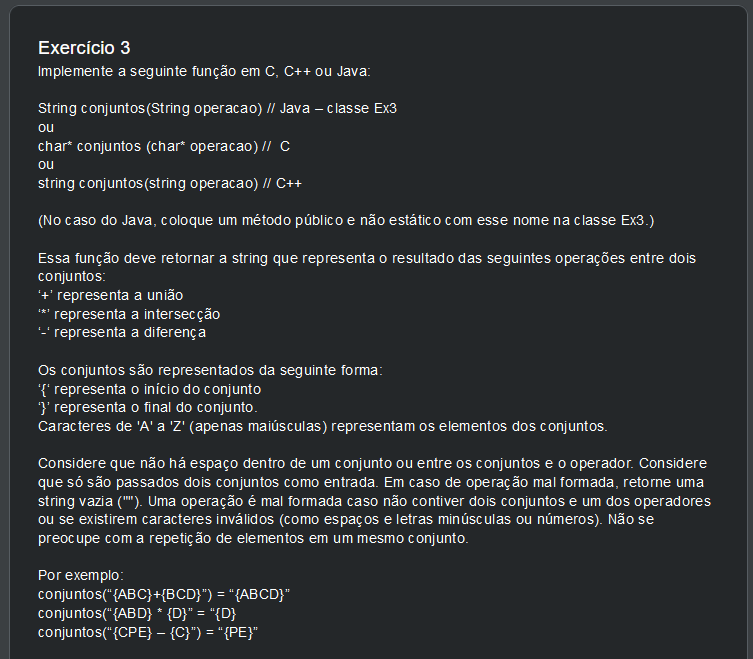 Exercício 3
Implemente a seguinte função em C, C++ ou Java:
String conjuntos(String operacao) // Java – classe Ex3
ou
char* conjuntos (char* operacao) //  C
ou
string conjuntos(string operacao) // C++
(No caso do Java, coloque um método público e não estático com esse nome na classe Ex3.)
Essa função deve retornar a string que representa o resultado das seguintes operações entre dois
conjuntos:
‘+’ representa a união
‘*’ representa a intersecção
‘-‘ representa a diferença
Os conjuntos são representados da seguinte forma:
‘{‘ representa o início do conjunto
‘}’ representa o final do conjunto.
Caracteres de 'A' a 'Z' (apenas maiúsculas) representam os elementos dos conjuntos.
Considere que não há espaço dentro de um conjunto ou entre os conjuntos e o operador. Considere
que só são passados dois conjuntos como entrada. Em caso de operação mal formada, retorne uma
string vazia (""). Uma operação é mal formada caso não contiver dois conjuntos e um dos operadores
ou se existirem caracteres inválidos (como espaços e letras minúsculas ou números). Não se
preocupe com a repetição de elementos em um mesmo conjunto.
Por exemplo:
conjuntos(“{ABC}+{BCD}”) = “{ABCD}”
conjuntos(“{ABD} * {D}” = “{D}
conjuntos(“{CPE} – {C}”) = “{PE}”